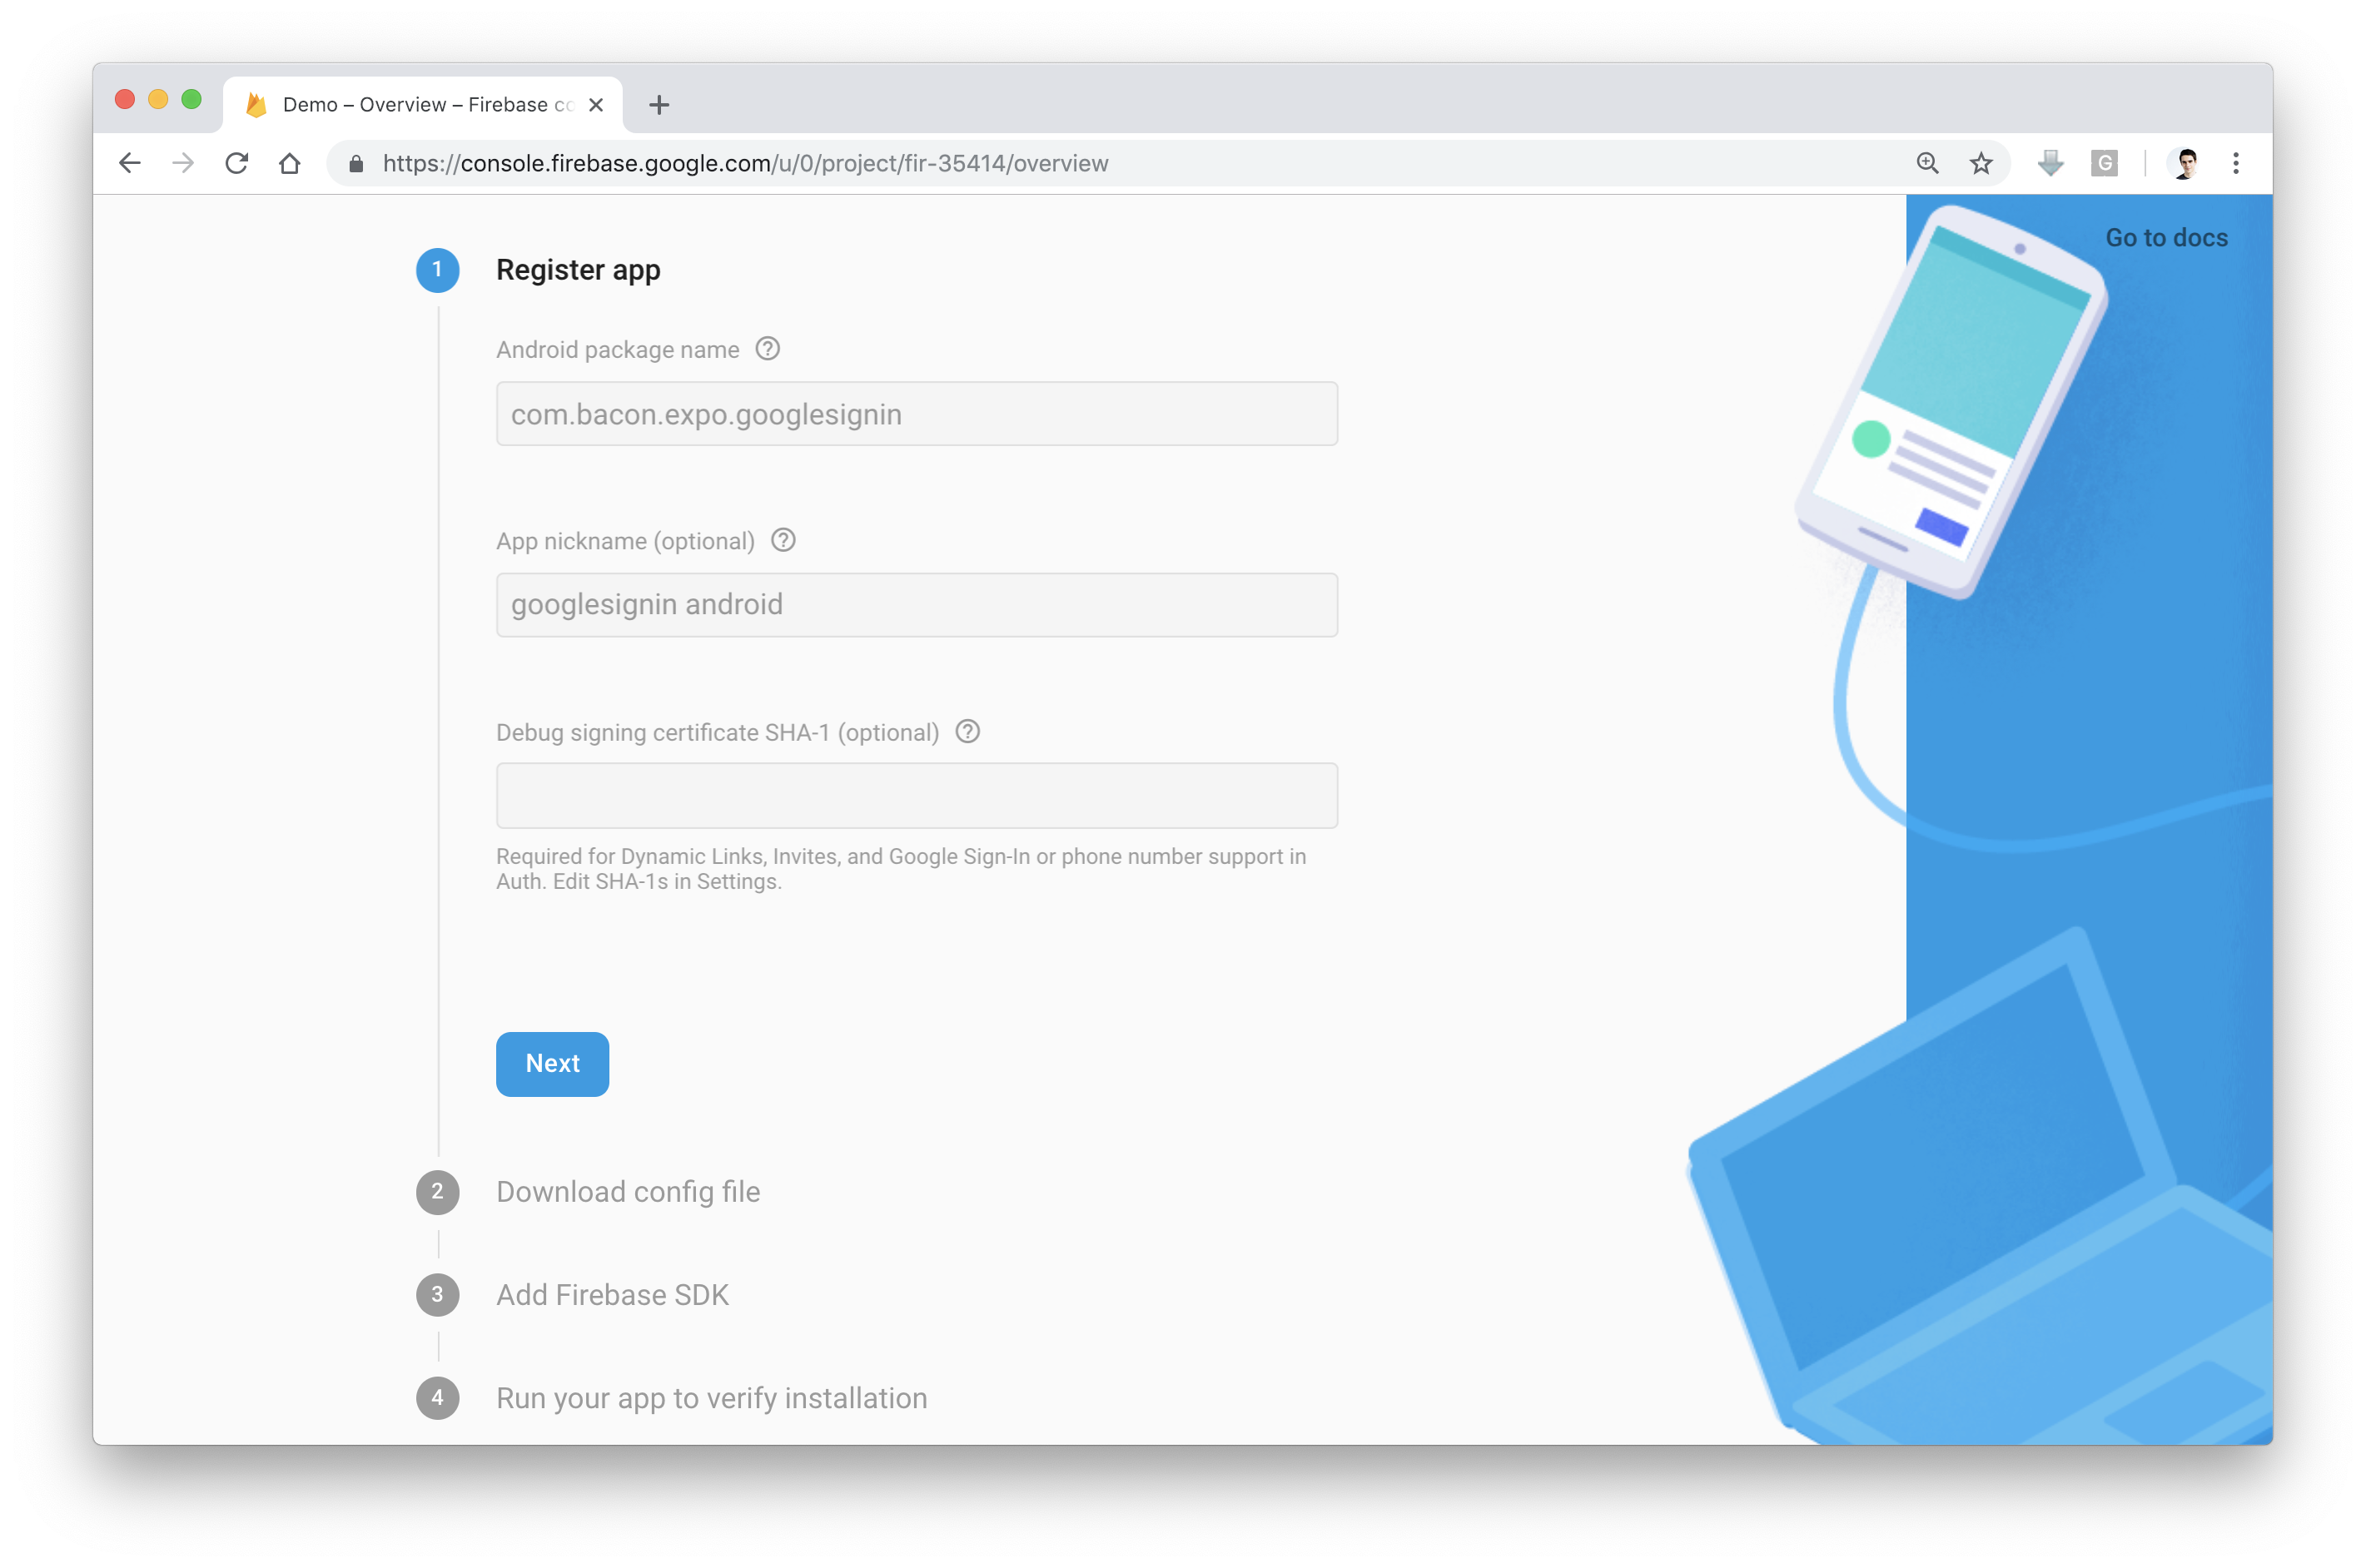 Demo – Overview – Firebase co
https://console.firebase.google.com/u/0/project/fir-35414/overview
G
Go to docs
1 Register app
Android package name
com.bacon.expo.googlesignin
App nickname (optional)
googlesignin android
Debug signing certificate SHA-1 (optional)
Required for Dynamic Links, Invites, and Google Sign-In or phone number support in
Auth. Edit SHA-1s in Settings.
Next
2 Download config file
3 Add Firebase SDK
4 Run your app to verify installation